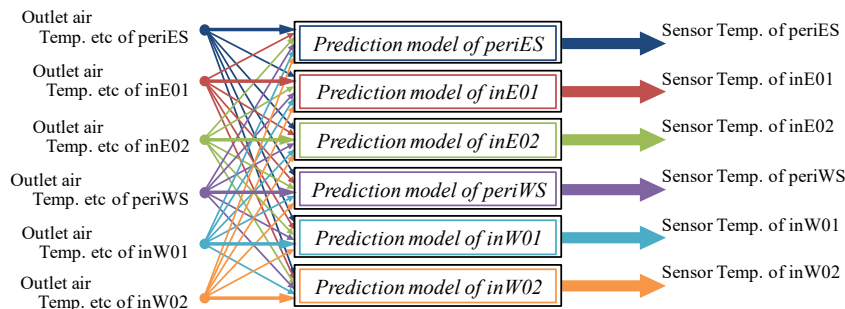 Outlet air
Temp. etc of periES
Outlet air
Temp. etc of inE01
Outlet air
Temp. etc of inE02
Outlet air
Temp. etc of periWS
Outlet air
Temp. etc of inW01
Outlet air
Temp. etc of inW02
Prediction model of periES
Prediction model of inE01
Prediction model of inE02
Prediction model of periWS
Prediction model of inW01
Prediction model of inW02
Sensor Temp. of periES
Sensor Temp. of inE01
Sensor Temp. of inE02
Sensor Temp. of periWS
Sensor Temp. of inW01
Sensor Temp. of inW02